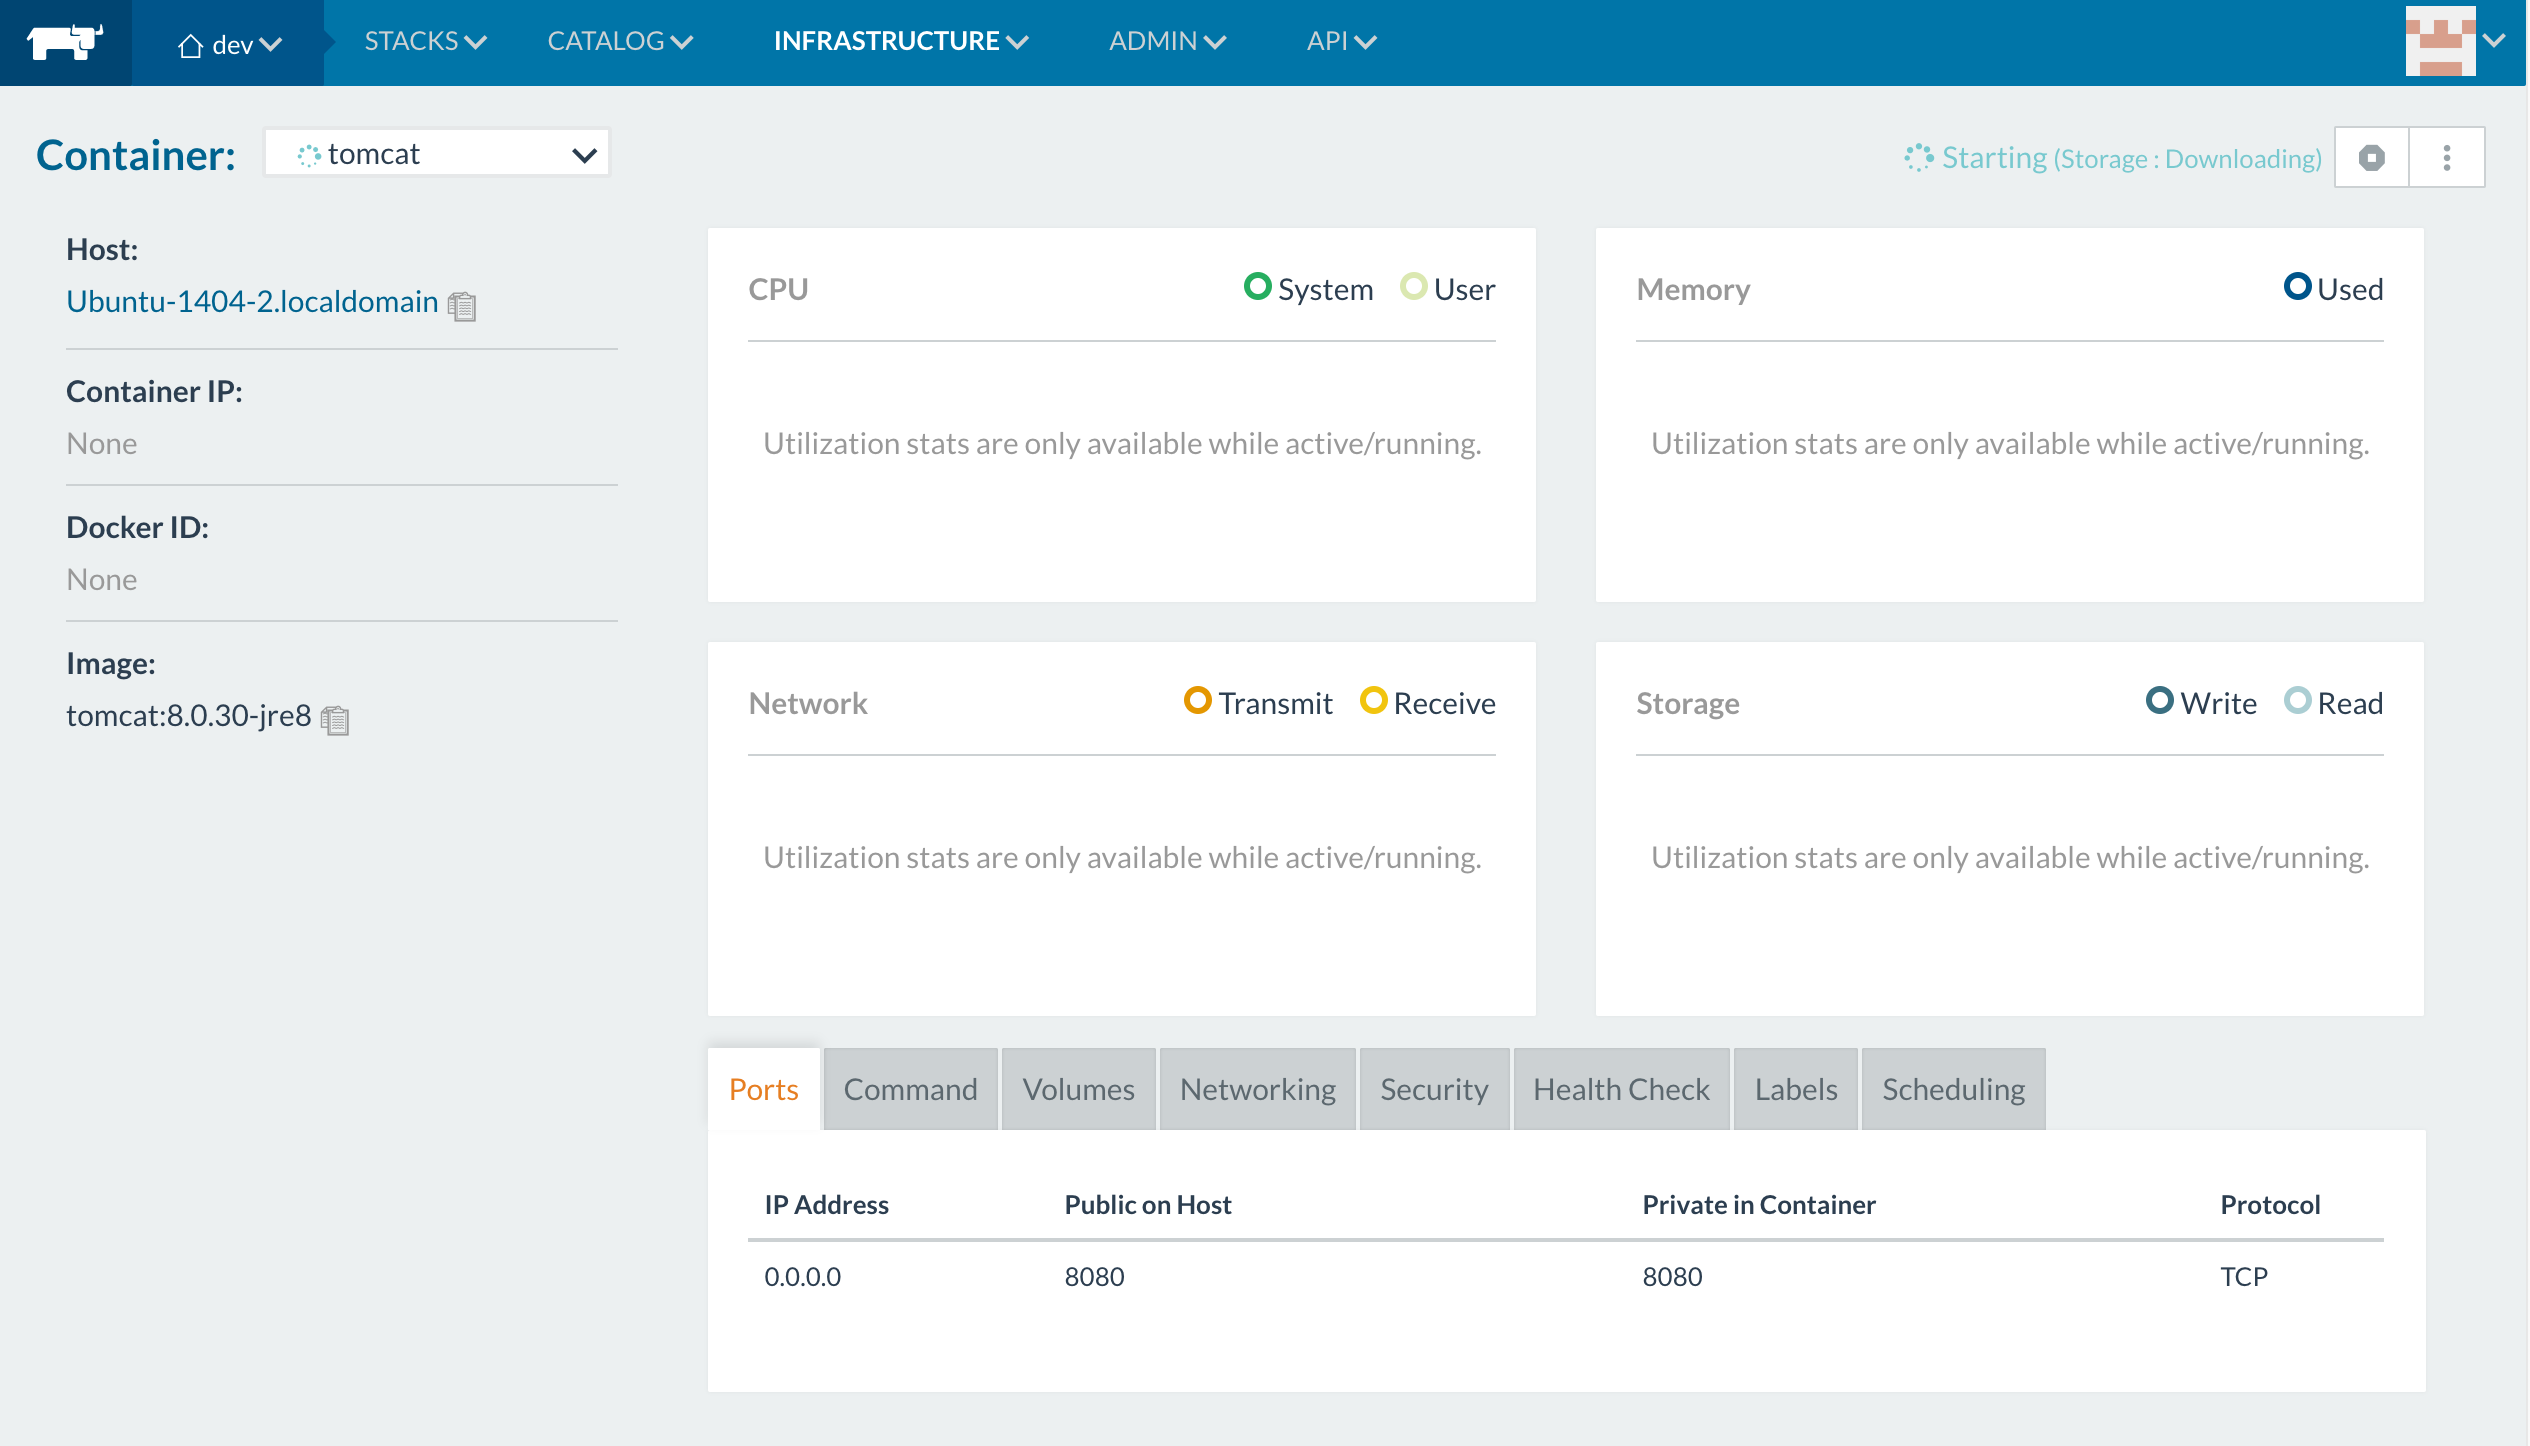 dev STACKS CATALOG INFRASTRUCTURE ADMIN API
Container: tomcat Starting (Storage : Downloading)
Host:
Ubuntu-1404-2.localdomain
Container IP:
None
Docker ID:
None
Image:
tomcat:8.0.30-jre8
CPU System User
Utilization stats are only available while active/running.
Memory Used
Utilization stats are only available while active/running.
Network Transmit Receive
Utilization stats are only available while active/running.
Storage Write Read
Utilization stats are only available while active/running.
Ports Command Volumes Networking Security Health Check Labels Scheduling
IP Address Public on Host Private in Container Protocol
0.0.0.0 8080 8080 TCP